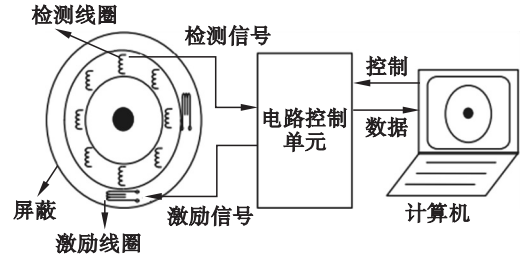 检测线圈
检测信号
控制
电路控制
单元
数据
屏蔽
激励信号
计算机
激励线圈